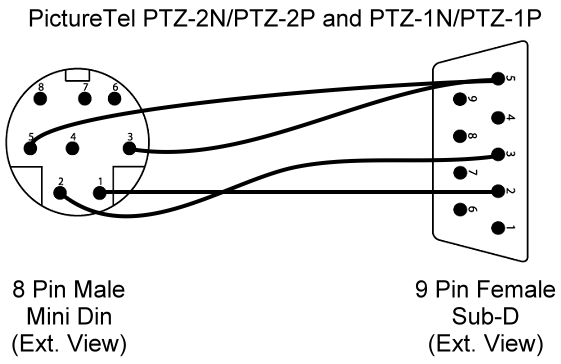 PictureTel PTZ-2N/PTZ-2P and PTZ-1N/PTZ-1P
8 7 6
5 4 3
2 1
5
9
4
8
3
7
2
6
1
8 Pin Male
Mini Din
(Ext. View)
9 Pin Female
Sub-D
(Ext. View)